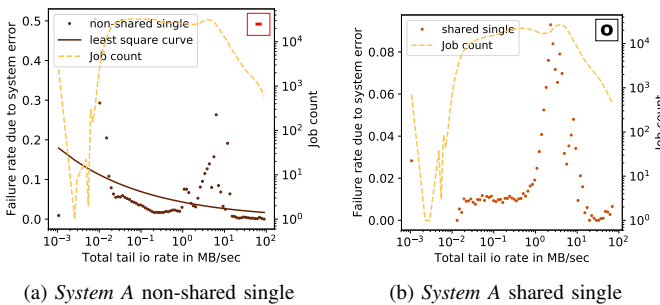 non-shared single
least square curve
Job count
-
Failure rate due to system error
0.5
0.4
0.3
0.2
0.1
0.0
10⁴
10³
10²
10¹
10⁰
Job count
10⁻³ 10⁻² 10⁻¹ 10⁰ 10¹ 10²
Total tail io rate in MB/sec
(a) System A non-shared single
shared single
Job count
o
Failure rate due to system error
0.08
0.06
0.04
0.02
0.00
10⁴
10³
10²
10¹
10⁰
Job count
10⁻³ 10⁻² 10⁻¹ 10⁰ 10¹ 10²
Total tail io rate in MB/sec
(b) System A shared single